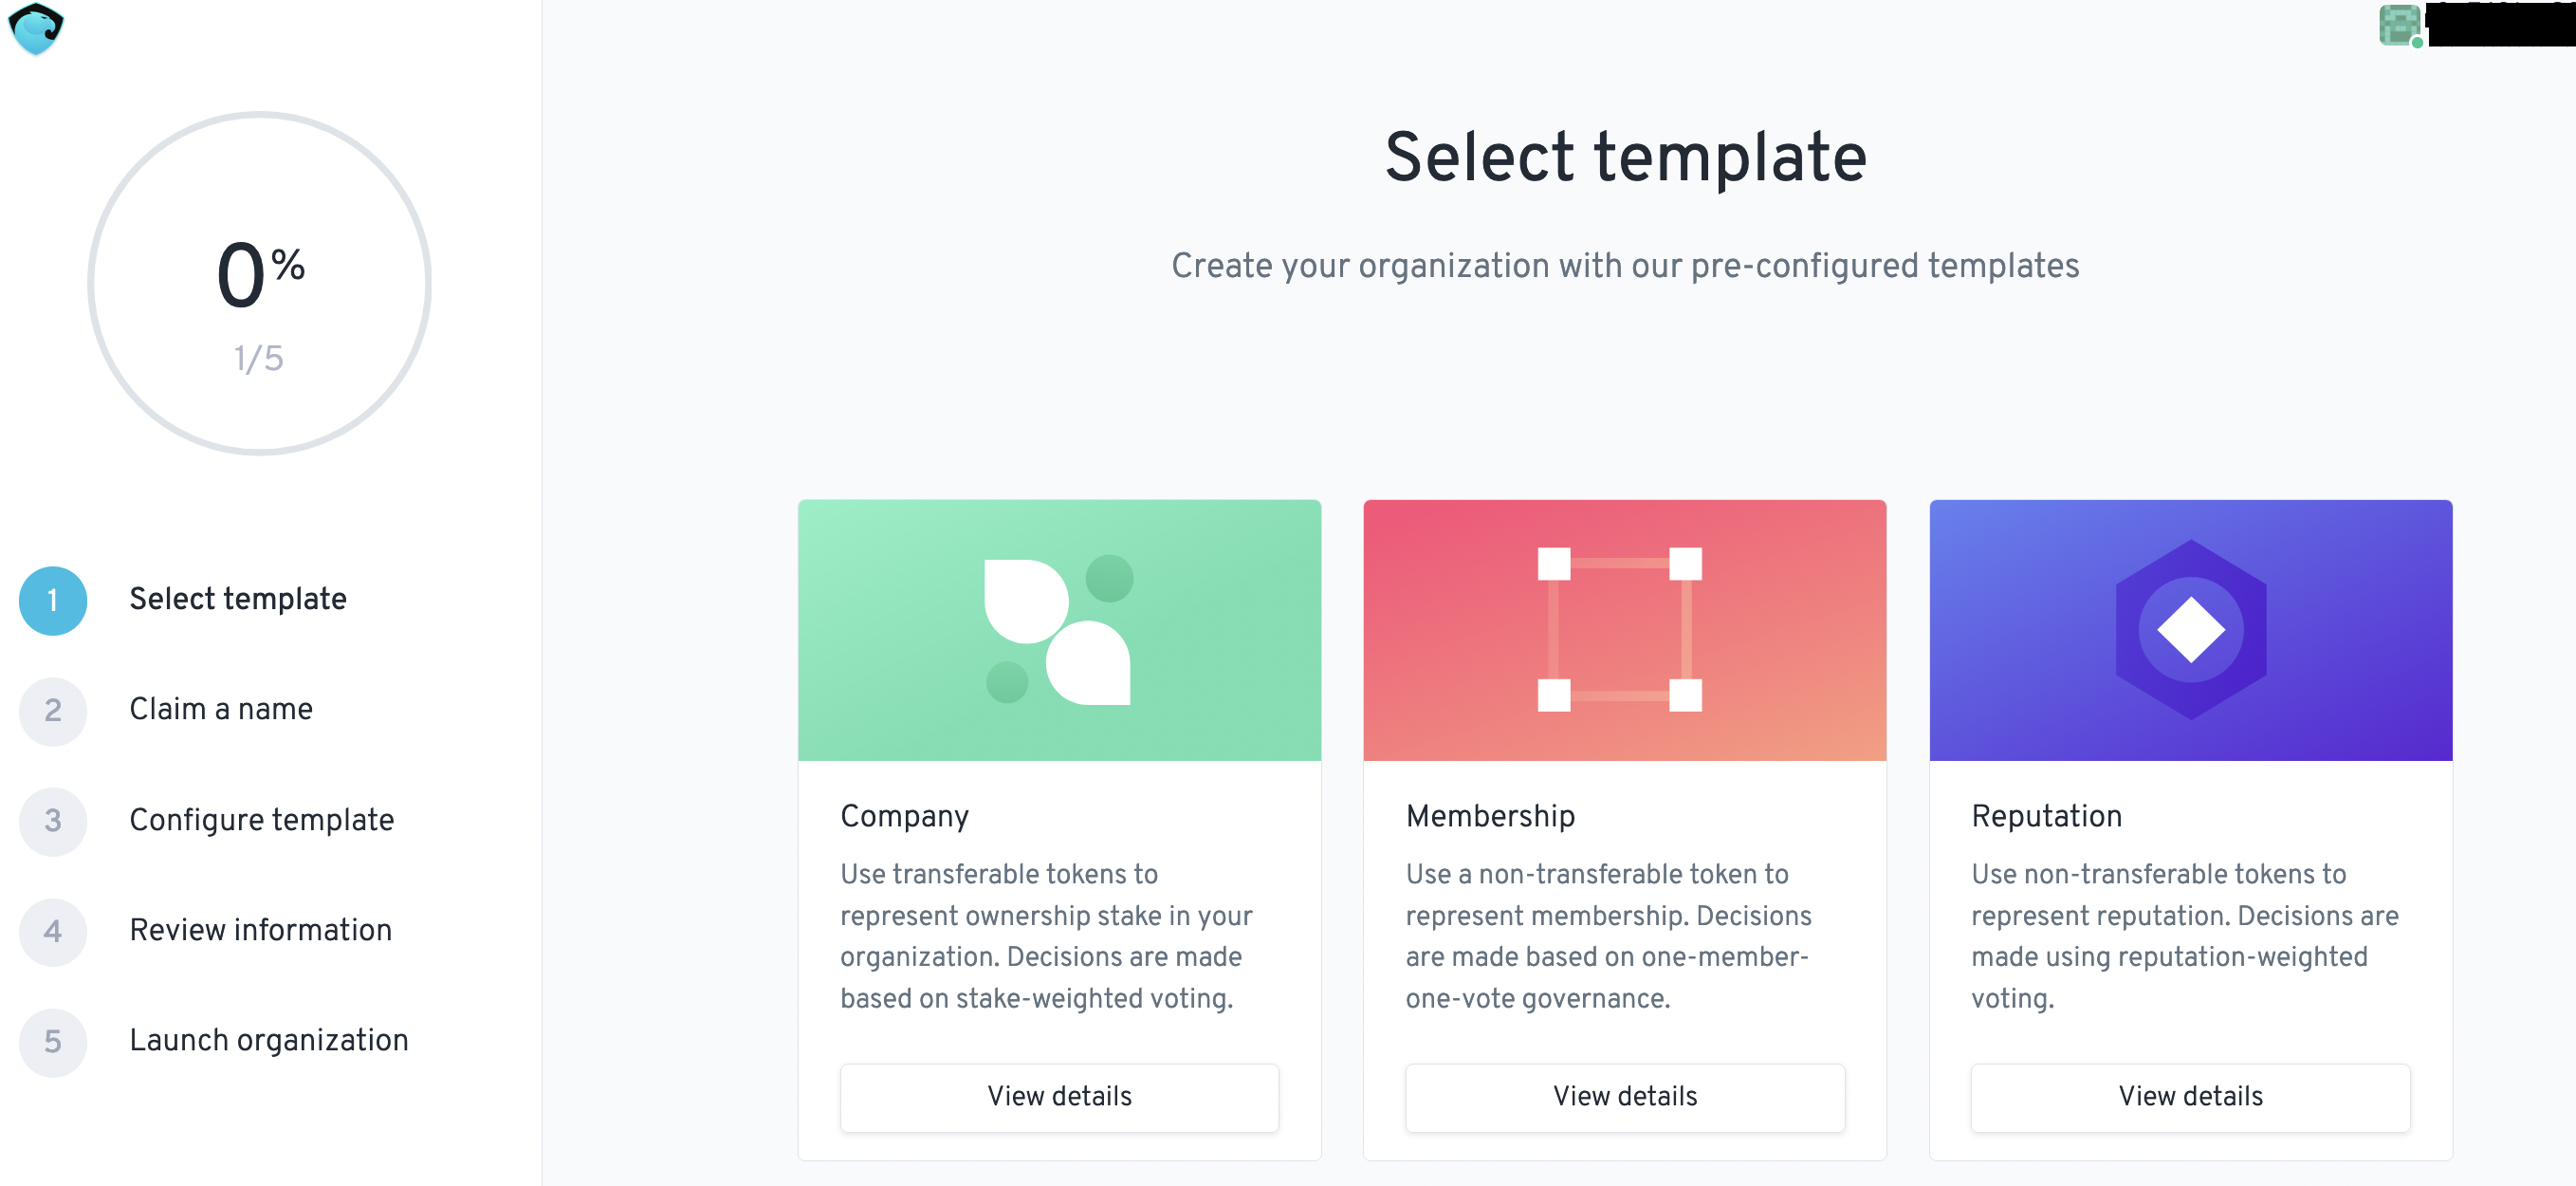 0%
1/5
1 Select template
2 Claim a name
3 Configure template
4 Review information
5 Launch organization
Select template
Create your organization with our pre-configured templates
Company
Use transferable tokens to
represent ownership stake in your
organization. Decisions are made
based on stake-weighted voting.
View details
Membership
Use a non-transferable token to
represent membership. Decisions
are made based on one-member-
one-vote governance.
View details
Reputation
Use non-transferable tokens to
represent reputation. Decisions are
made using reputation-weighted
voting.
View details